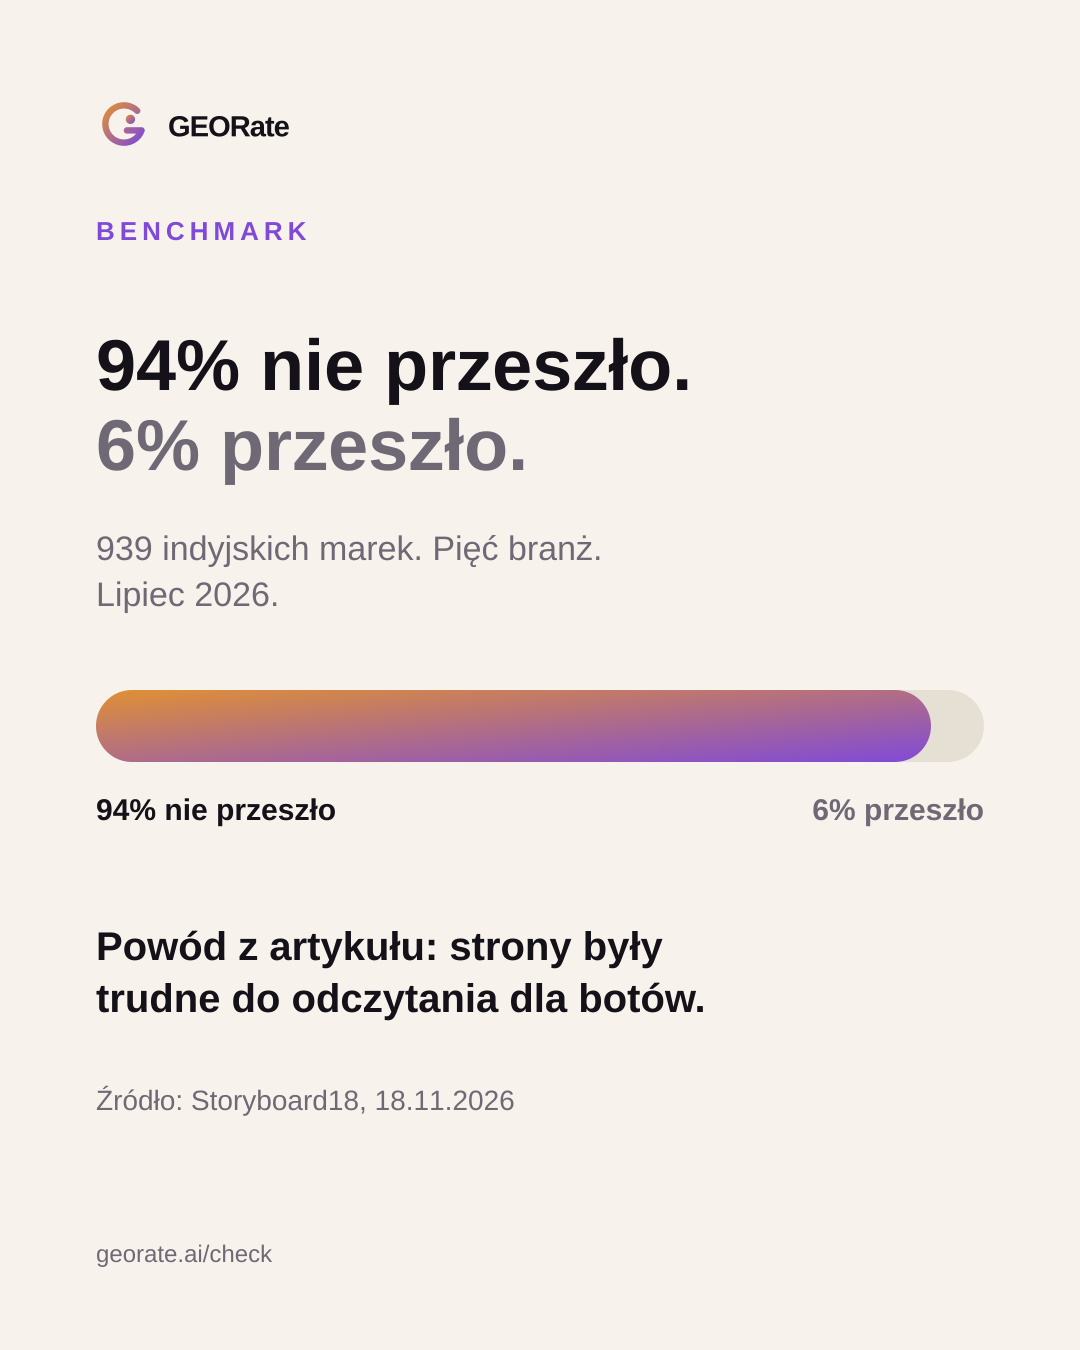 GEORate
BENCHMARK
94% nie przeszło.
6% przeszło.
939 indyjskich marek. Pięć branż.
Lipiec 2026.
94% nie przeszło
6% przeszło
Powód z artykułu: strony były
trudne do odczytania dla botów.
Źródło: Storyboard18, 18.11.2026
georate.ai/check